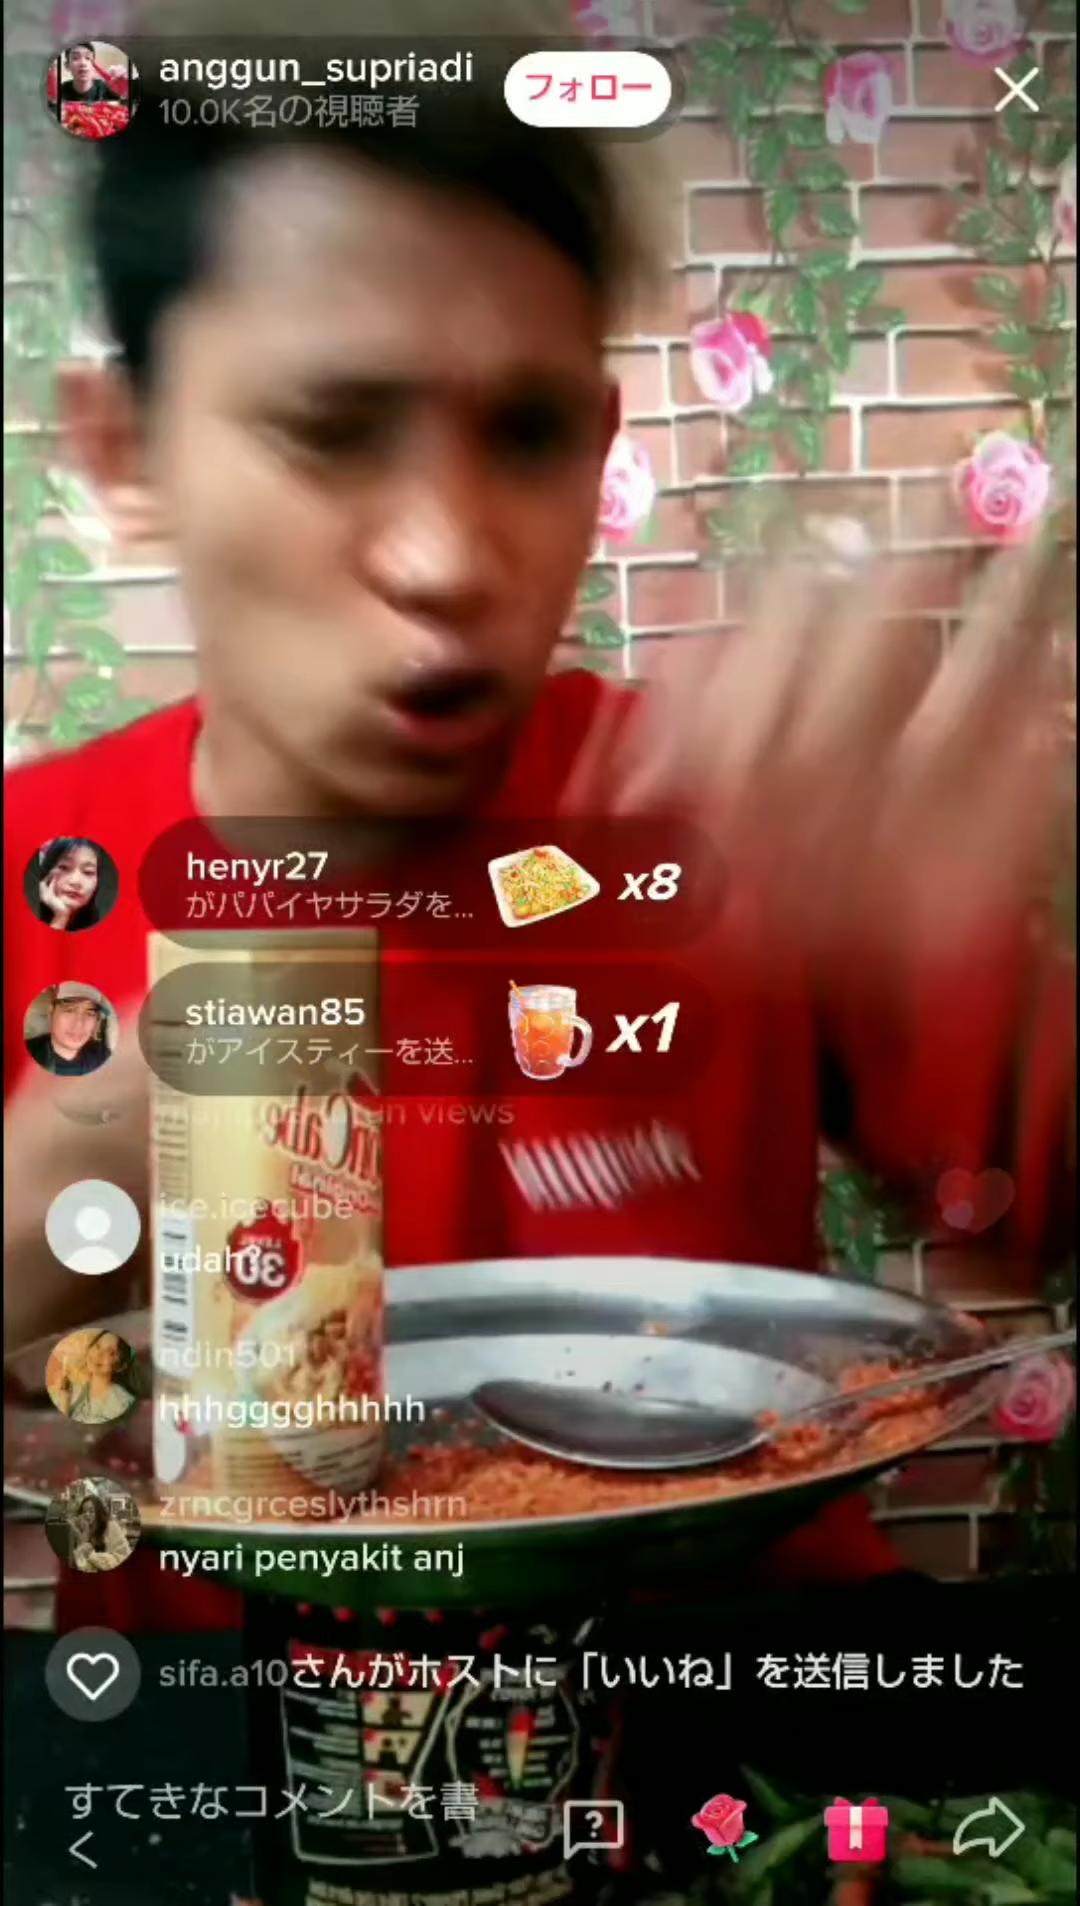 anggun_supriadi
フォロー
10.0K名の視聴者
henyr27
がパパイヤサラダを...
x8
stiawan85
がアイスティーを送...
x1
views
ice.icecube
udah?
30
ndin501
hhhgggghhhhh
zrncgrceslythshrn
nyari penyakit anj
sifa.a10さんがホストに「いいね」を送信しました
すてきなコメントを書